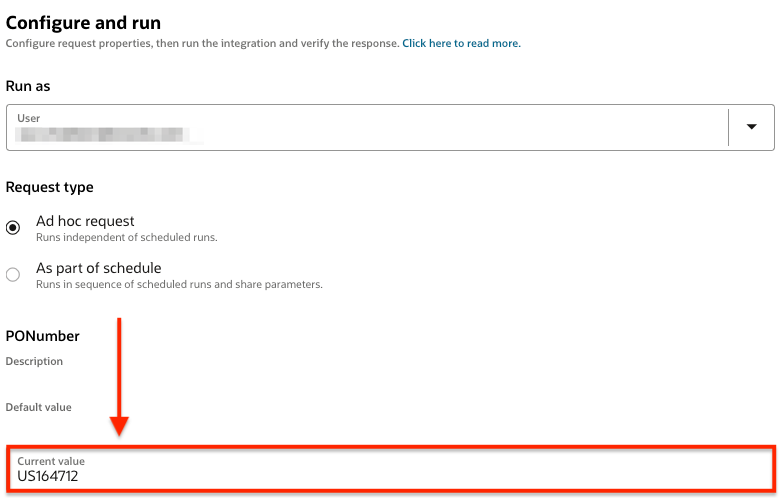 Configure and run
Configure request properties, then run the integration and verify the response. Click here to read more.
Run as
User
Request type
Ad hoc request
Runs independent of scheduled runs.
As part of schedule
Runs in sequence of scheduled runs and share parameters.
PONumber
Description
Default value
Current value
US164712